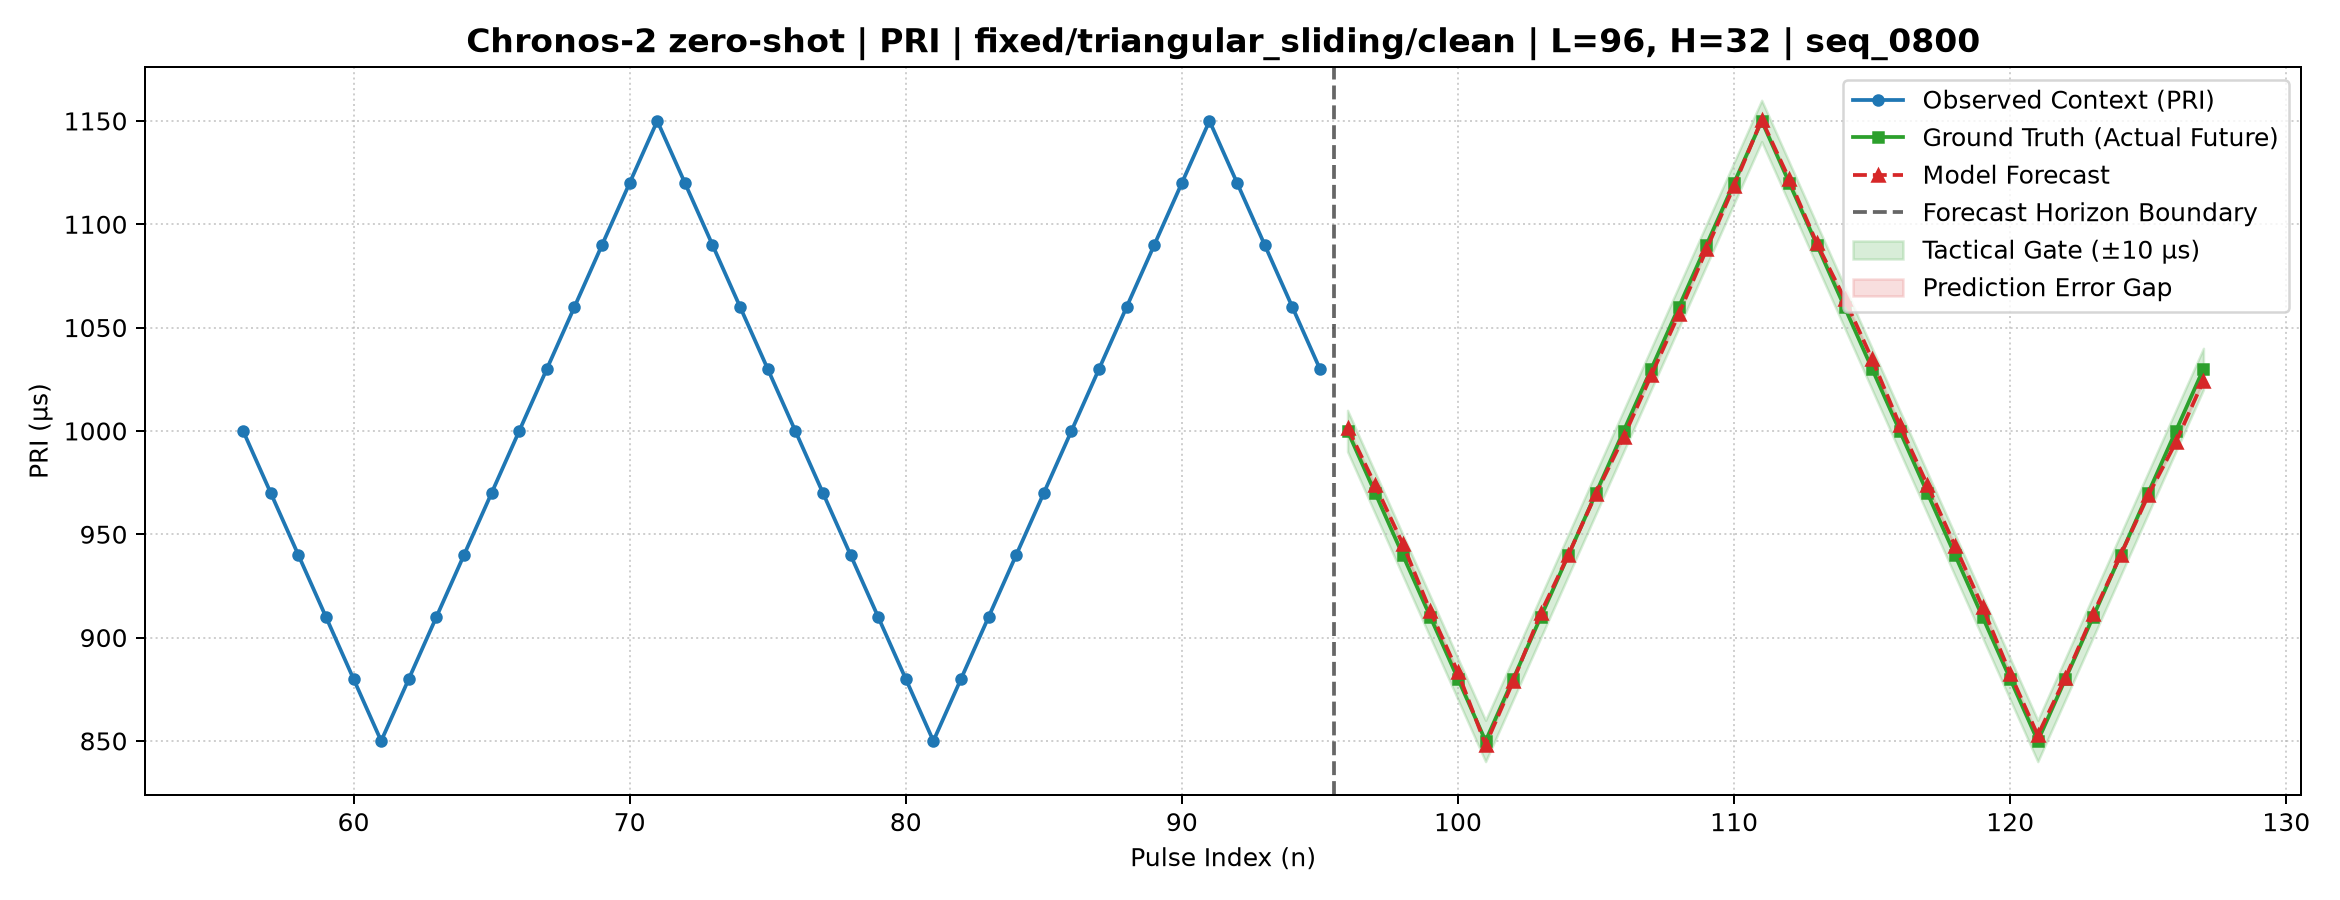 Chronos-2 zero-shot | PRI | fixed/triangular_sliding/clean | L=96, H=32 | seq_0800
PRI (µs)
1150
1100
1050
1000
950
900
850
Observed Context (PRI)
Ground Truth (Actual Future)
Model Forecast
Forecast Horizon Boundary
Tactical Gate (±10 µs)
Prediction Error Gap
60 70 80 90 100 110 120 130
Pulse Index (n)